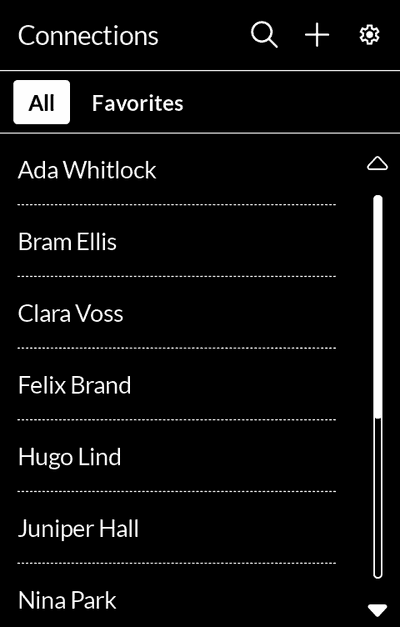 Connections
All Favorites
Ada Whitlock
Bram Ellis
Clara Voss
Felix Brand
Hugo Lind
Juniper Hall
Nina Park